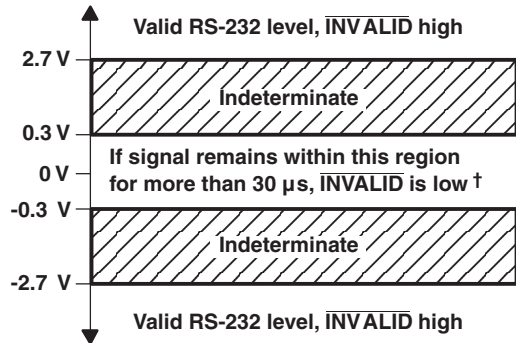 Valid RS-232 level, INVALID high
2.7 V
Indeterminate
0.3 V
If signal remains within this region
0 V
for more than 30 µs, INVALID is low †
-0.3 V
Indeterminate
-2.7 V
Valid RS-232 level, INVALID high